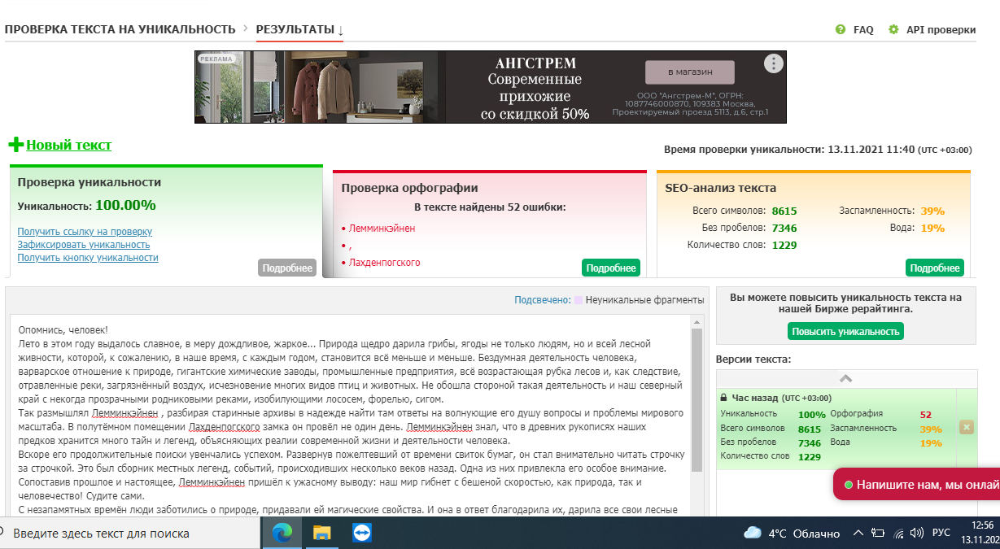 ПРОВЕРКА ТЕКСТА НА УНИКАЛЬНОСТЬ > РЕЗУЛЬТАТЫ ↓
FAQ API проверки
РЕКЛАМА
АНГСТРЕМ
Современные
прихожие
со скидкой 50%
в магазин
ООО "Ангстрем-М", ОГРН:
1087746000870, 109383 Москва,
Проектируемый проезд 5113, д.6, стр.1
Новый текст
Время проверки уникальности: 13.11.2021 11:40 (UTC +03:00)
Проверка уникальности
Уникальность: 100.00%
Получить ссылку на проверку
Зафиксировать уникальность
Получить кнопку уникальности
Подробнее
Проверка орфографии
В тексте найдены 52 ошибки:
• Лемминкэйнен
• ,
• Лахденпогского
Подробнее
SEO-анализ текста
Всего символов: 8615 Заспамленность: 39%
Без пробелов: 7346 Вода: 19%
Количество слов: 1229
Подробнее
Подсвечено: Неуникальные фрагменты
Опомнись, человек!
Лето в этом году выдалось славное, в меру дождливое, жаркое... Природа щедро дарила грибы, ягоды не только людям, но и всей лесной
живности, которой, к сожалению, в наше время, с каждым годом, становится всё меньше и меньше. Бездумная деятельность человека,
варварское отношение к природе, гигантские химические заводы, промышленные предприятия, всё возрастающая рубка лесов и, как следствие,
отравленные реки, загрязнённый воздух, исчезновение многих видов птиц и животных. Не обошла стороной такая деятельность и наш северный
край с некогда прозрачными родниковыми реками, изобилующими лососем, форелью, сигом.
Так размышлял Лемминкэйнен , разбирая старинные архивы в надежде найти там ответы на волнующие его душу вопросы и проблемы мирового
масштаба. В полутёмном помещении Лахденпогского замка он провёл не один день. Лемминкэйнен знал, что в древних рукописях наших
предков хранится много тайн и легенд, объясняющих реалии современной жизни и деятельности человека.
Вскоре его продолжительные поиски увенчались успехом. Развернув пожелтевший от времени свиток бумаг, он стал внимательно читать строчку
за строчкой. Это был сборник местных легенд, событий, происходивших несколько веков назад. Одна из них привлекла его особое внимание.
Сопоставив прошлое и настоящее, Лемминкэйнен пришёл к ужасному выводу: наш мир гибнет с бешеной скоростью, как природа, так и
человечество! Судите сами.
С незапамятных времён люди заботились о природе, придавали ей магические свойства. И она в ответ благодарила их, дарила все свои лесные
Вы можете повысить уникальность текста на
нашей Бирже рерайтинга.
Повысить уникальность
Версии текста:
Час назад (UTC +03:00)
Уникальность 100% Орфография 52
Всего символов 8615 Заспамленность 39%
Без пробелов 7346 Вода 19%
Количество слов 1229
Напишите нам, мы онлай
Введите здесь текст для поиска
4°C Облачно
РУС
12:56
13.11.202